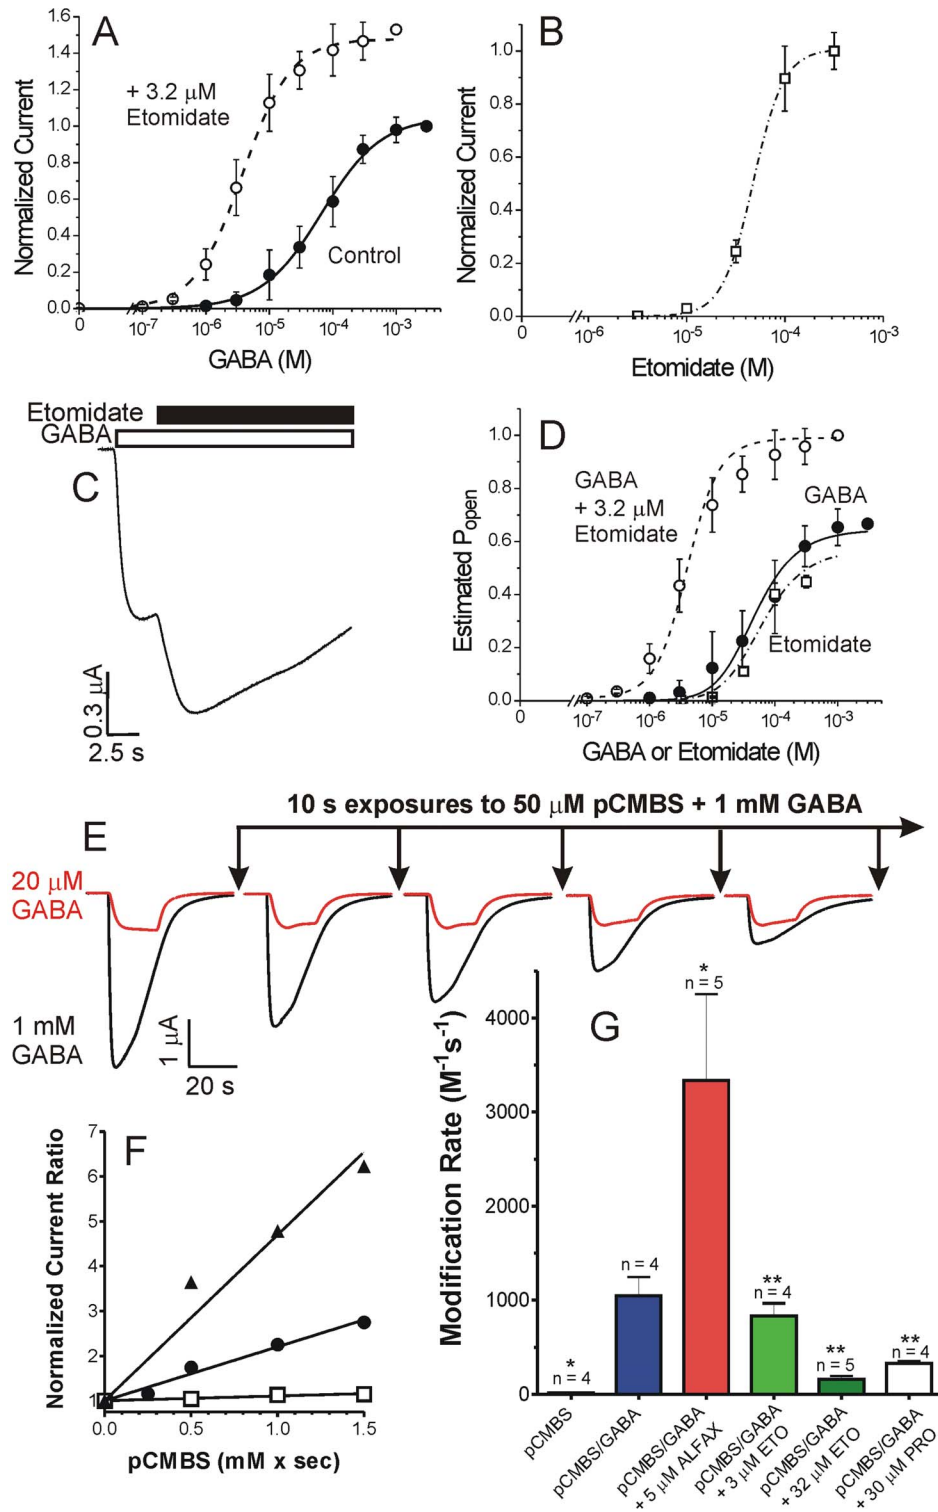 A
1.6
1.4
1.2
1.0
0.8
0.6
0.4
0.2
0.0
Normalized Current
+ 3.2 μM
Etomidate
Control
0
10-7
10-6
10-5
10-4
10-3
GABA (M)
B
1.0
0.8
0.6
0.4
0.2
0.0
Normalized Current
0
10-6
10-5
10-4
10-3
Etomidate (M)
Etomidate
GABA
C
0.3 μA
2.5 s
D
1.0
0.8
0.6
0.4
0.2
0.0
Estimated Popen
GABA
+ 3.2 μM
Etomidate
GABA
Etomidate
0
10-7
10-6
10-5
10-4
10-3
GABA or Etomidate (M)
E
10 s exposures to 50 μM pCMBS + 1 mM GABA
20 μM
GABA
1 mM
GABA
1 μA
20 s
F
7
6
5
4
3
2
1
Normalized Current Ratio
0.0
0.5
1.0
1.5
pCMBS (mM x sec)
G
4000
3000
2000
1000
0
Modification Rate (M-1s-1)
*
n = 4
n = 4
*
n = 5
**
n = 4
**
n = 5
**
n = 4
pCMBS
pCMBS/GABA
pCMBS/GABA
+ 5 μM ALFAX
pCMBS/GABA
+ 3 μM ETO
pCMBS/GABA
+ 32 μM ETO
pCMBS/GABA
+ 30 μM PRO